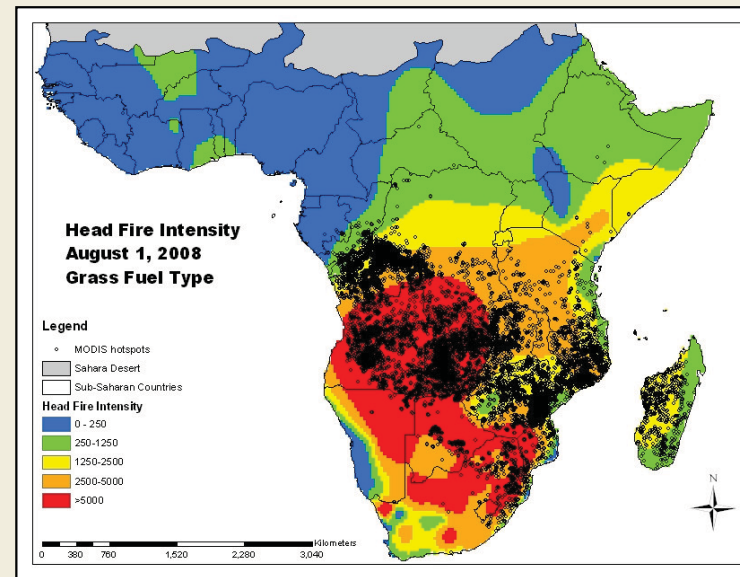 Head Fire Intensity
August 1, 2008
Grass Fuel Type
Legend
MODIS hotspots
Sahara Desert
Sub-Saharan Countries
Head Fire Intensity
0 - 250
250-1250
1250-2500
2500-5000
>5000
N
Kilometers
0 380 760 1,520 2,280 3,040